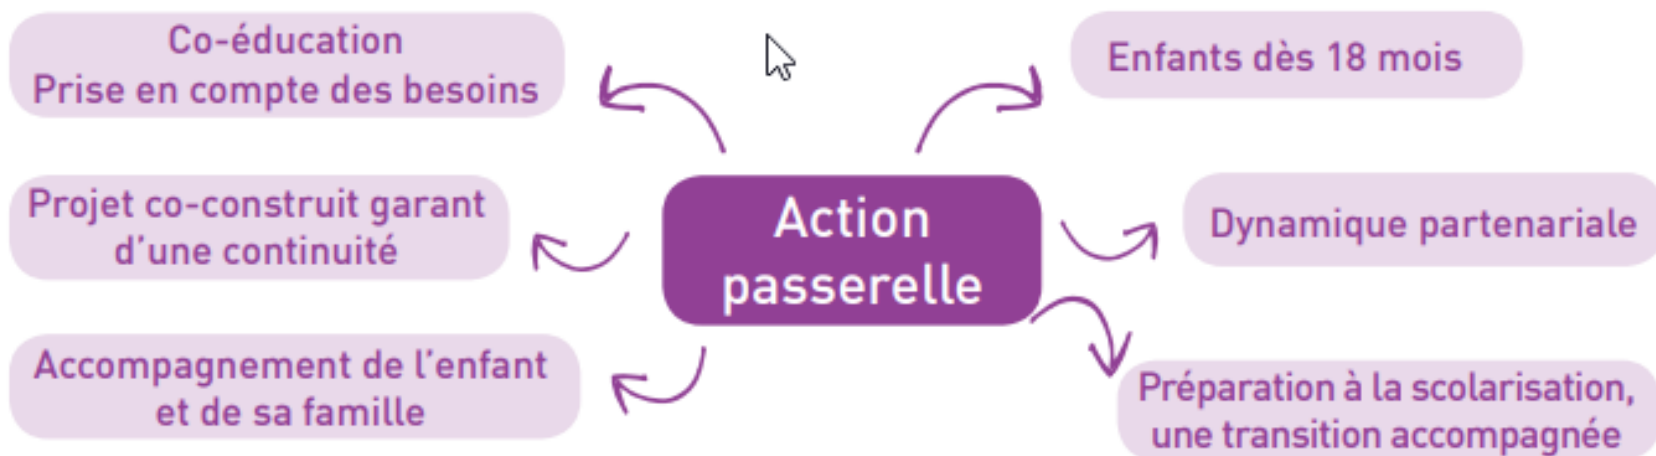 Co-éducation
Prise en compte des besoins
Enfants dès 18 mois
Projet co-construit garant
d'une continuité
Action
passerelle
Dynamique partenariale
Accompagnement de l'enfant
et de sa famille
Préparation à la scolarisation,
une transition accompagnée